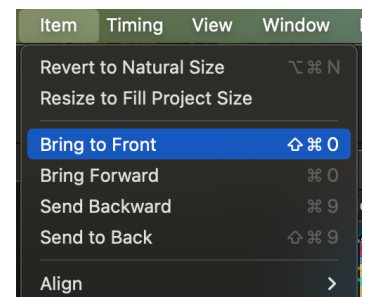 Item Timing View Window
Revert to Natural Size ⌥ ⌘ N
Resize to Fill Project Size
Bring to Front ⇧ ⌘ 0
Bring Forward ⌘ 0
Send Backward ⌘ 9
Send to Back ⇧ ⌘ 9
Align >